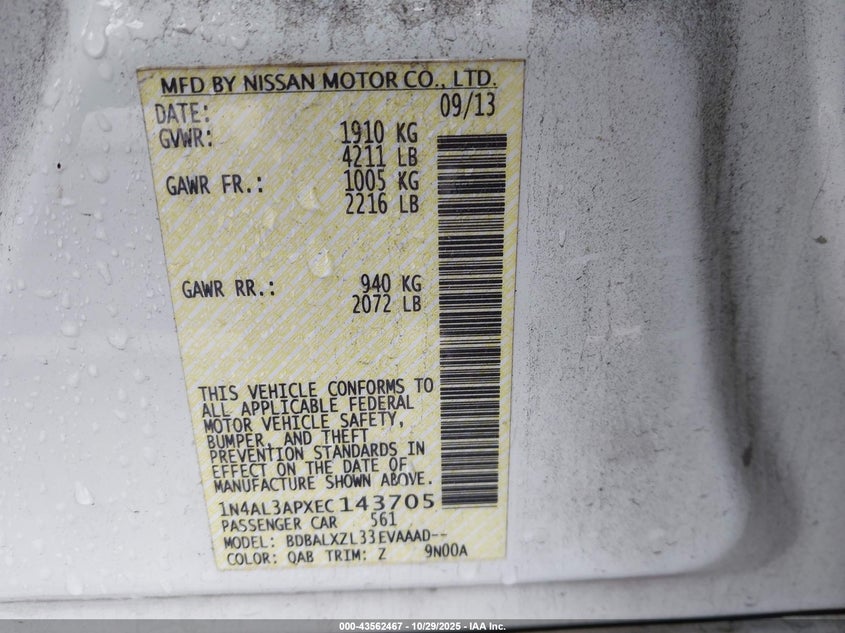 MFD BY NISSAN MOTOR CO., LTD.
DATE: 09/13
GVWR: 1910 KG
4211 LB
GAWR FR.: 1005 KG
2216 LB
GAWR RR.: 940 KG
2072 LB
THIS VEHICLE CONFORMS TO
ALL APPLICABLE FEDERAL
MOTOR VEHICLE SAFETY,
BUMPER, AND THEFT
PREVENTION STANDARDS IN
EFFECT ON THE DATE OF
MANUFACTURE SHOWN ABOVE.
1N4AL3APXEC143705
PASSENGER CAR 561
MODEL: BDBALXZL33EVAAAD--
COLOR: QAB TRIM: Z 9N00A
000-43562467 - 10/29/2025 - IAA Inc.